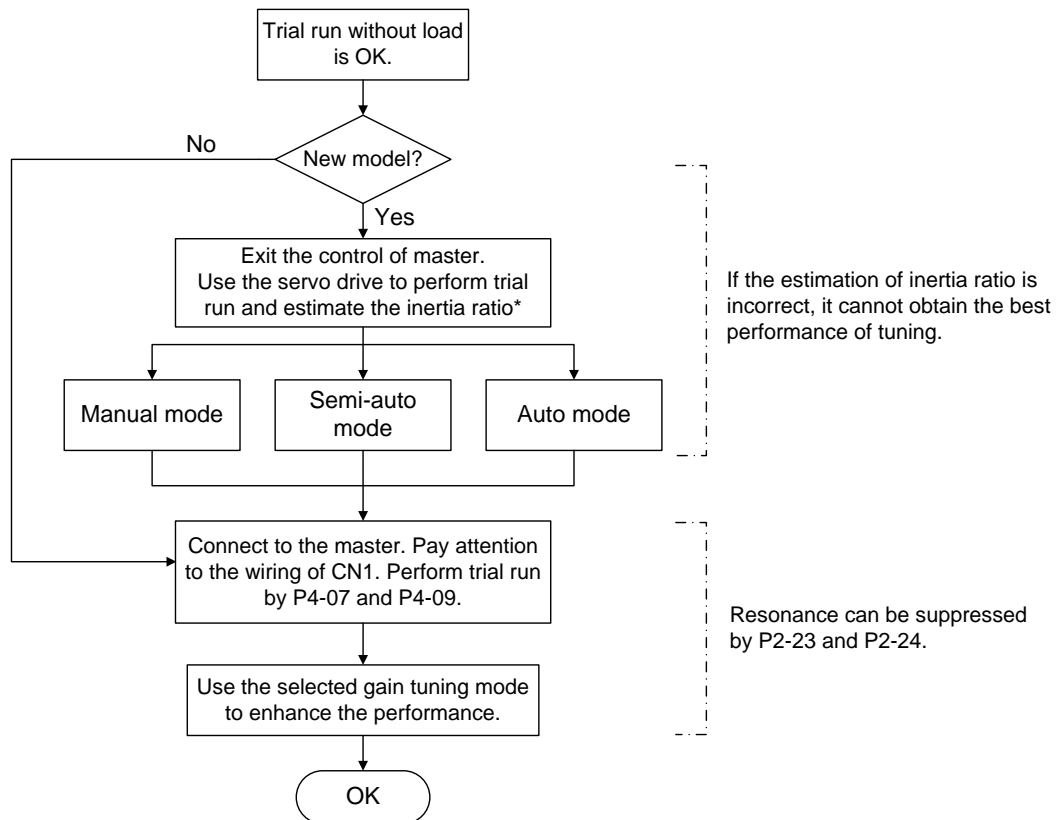 Trial run without load
is OK.
No
New model?
Yes
Exit the control of master.
Use the servo drive to perform trial
run and estimate the inertia ratio*
If the estimation of inertia ratio is
incorrect, it cannot obtain the best
performance of tuning.
Manual mode
Semi-auto
mode
Auto mode
Connect to the master. Pay attention
to the wiring of CN1. Perform trial run
by P4-07 and P4-09.
Resonance can be suppressed
by P2-23 and P2-24.
Use the selected gain tuning mode
to enhance the performance.
OK